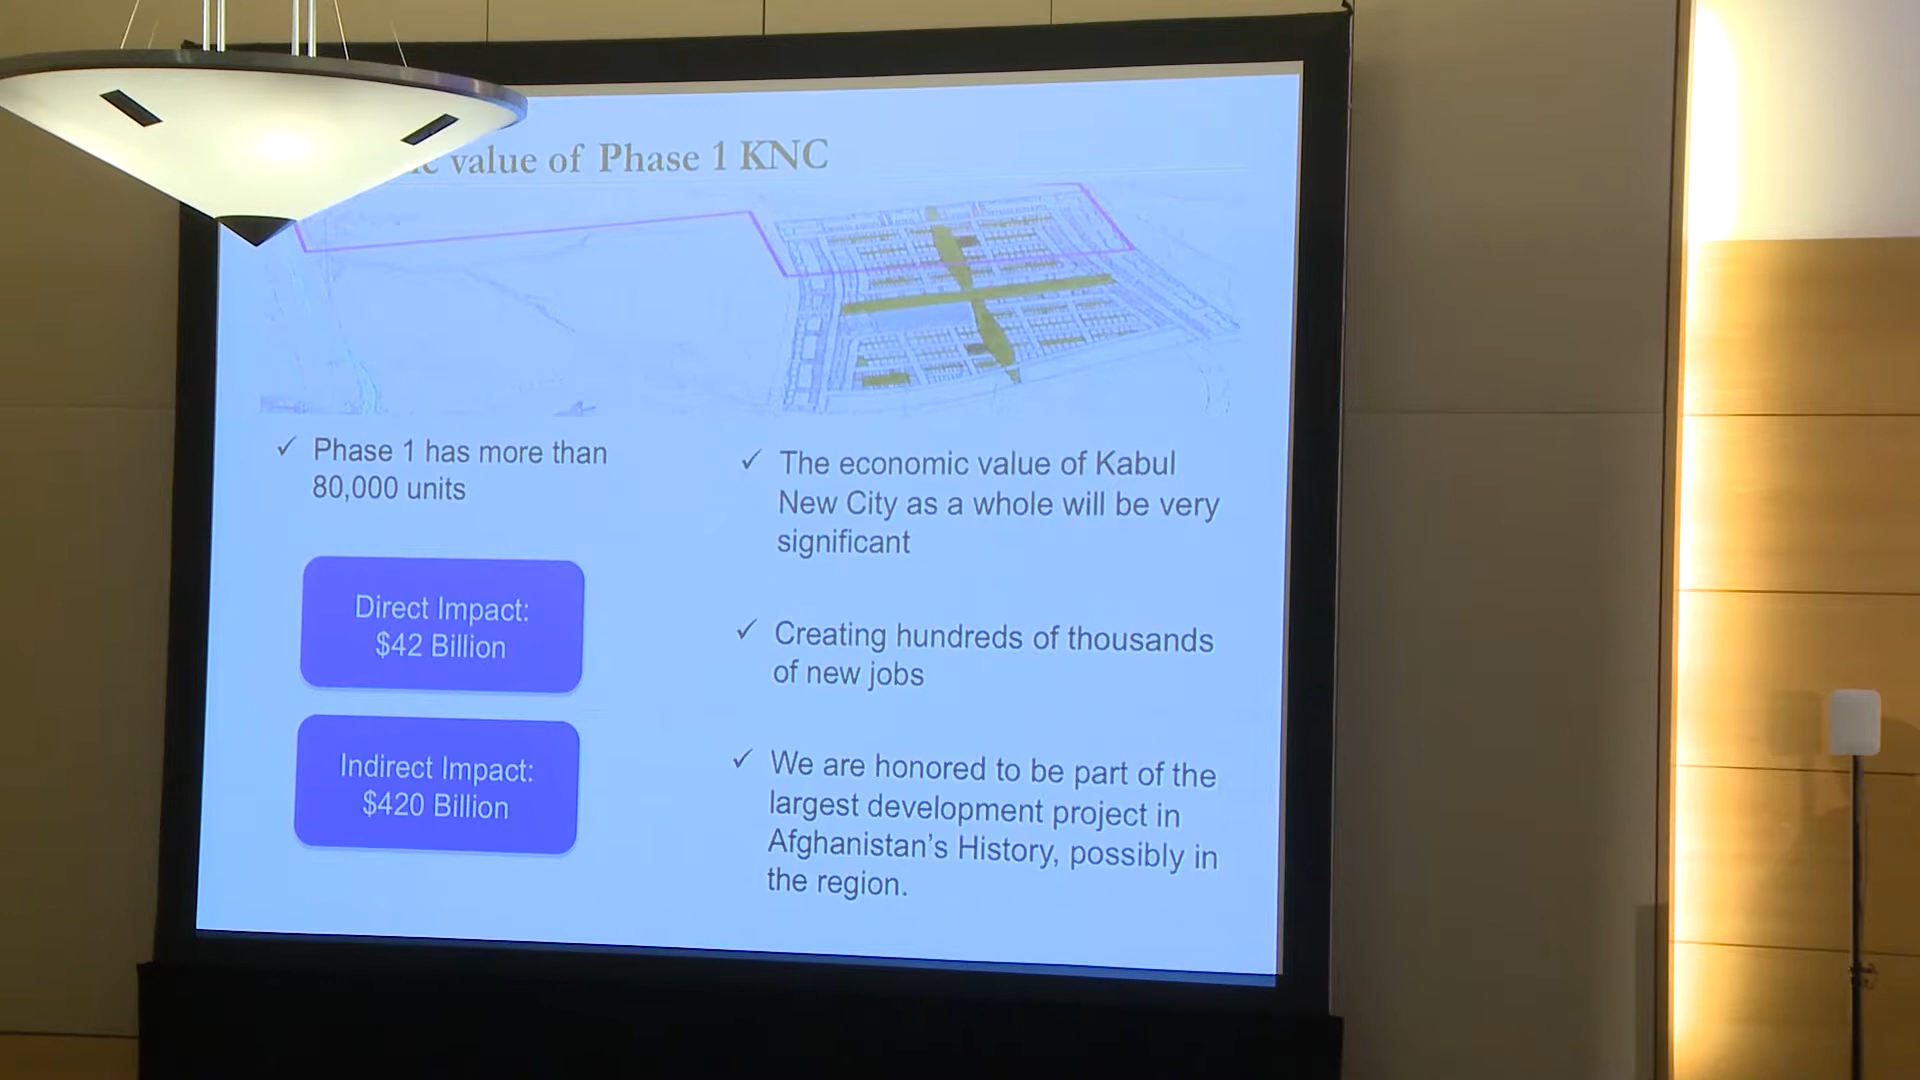 value of Phase 1 KNC
✓ Phase 1 has more than
80,000 units
Direct Impact:
$42 Billion
Indirect Impact:
$420 Billion
✓ The economic value of Kabul
New City as a whole will be very
significant
✓ Creating hundreds of thousands
of new jobs
✓ We are honored to be part of the
largest development project in
Afghanistan’s History, possibly in
the region.